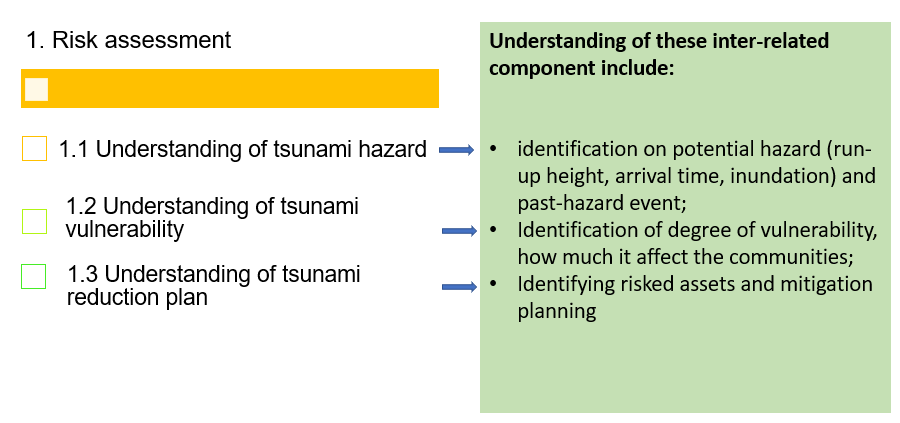 1. Risk assessment
1.1 Understanding of tsunami hazard
1.2 Understanding of tsunami
vulnerability
1.3 Understanding of tsunami
reduction plan
Understanding of these inter-related
component include:
• identification on potential hazard (run-
up height, arrival time, inundation) and
past-hazard event;
• Identification of degree of vulnerability,
how much it affect the communities;
• Identifying risked assets and mitigation
planning